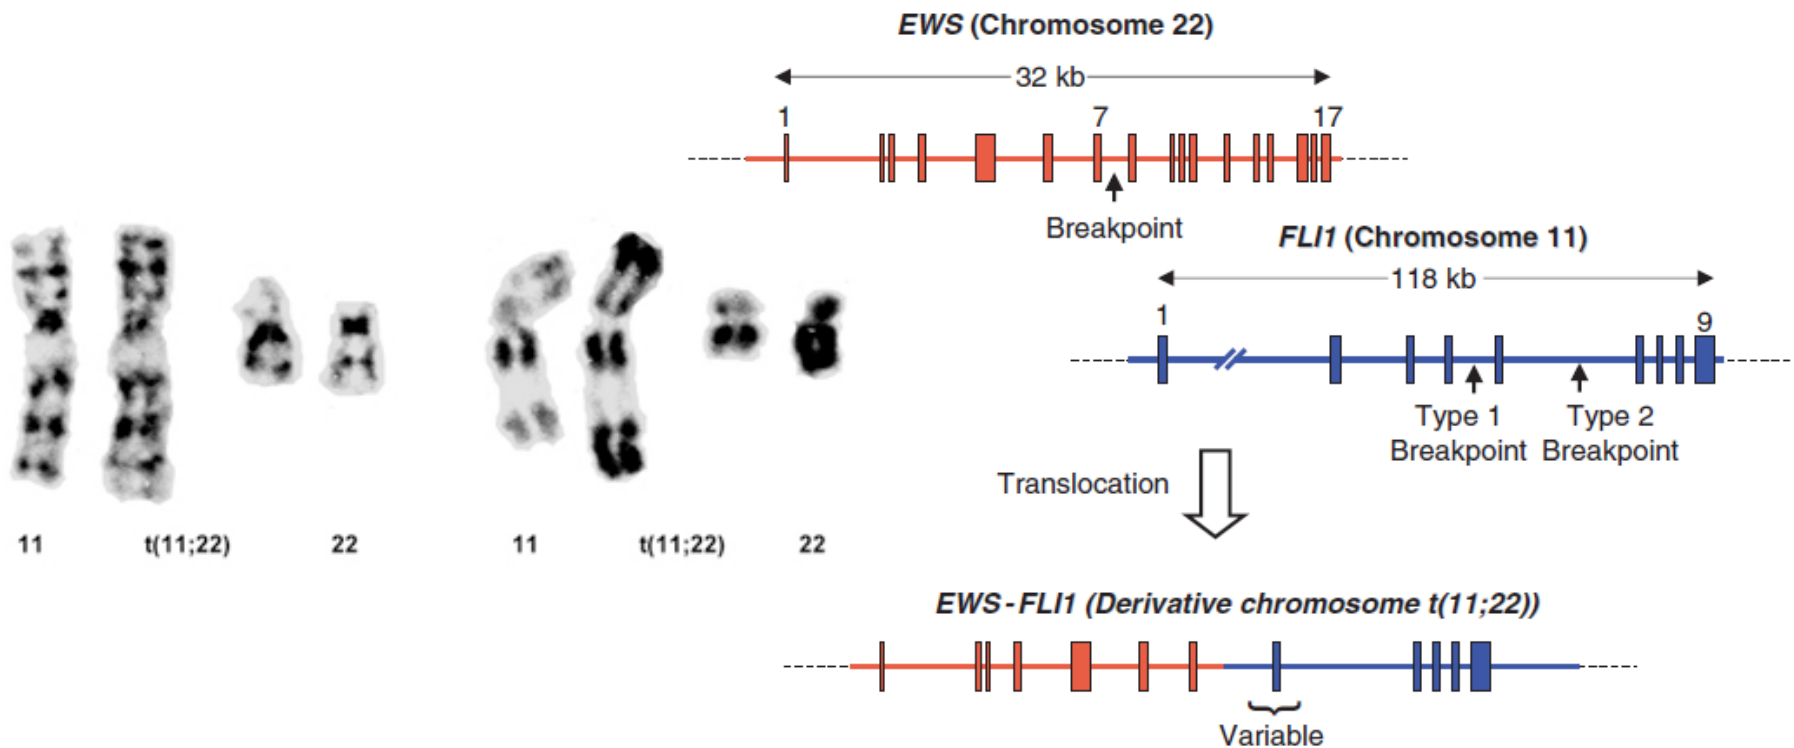 EWS (Chromosome 22)
32 kb
1 7 17
Breakpoint
FLI1 (Chromosome 11)
118 kb
1 9
Type 1 Type 2
Breakpoint Breakpoint
Translocation
11 t(11;22) 22 11 t(11;22) 22
EWS-FLI1 (Derivative chromosome t(11;22))
Variable